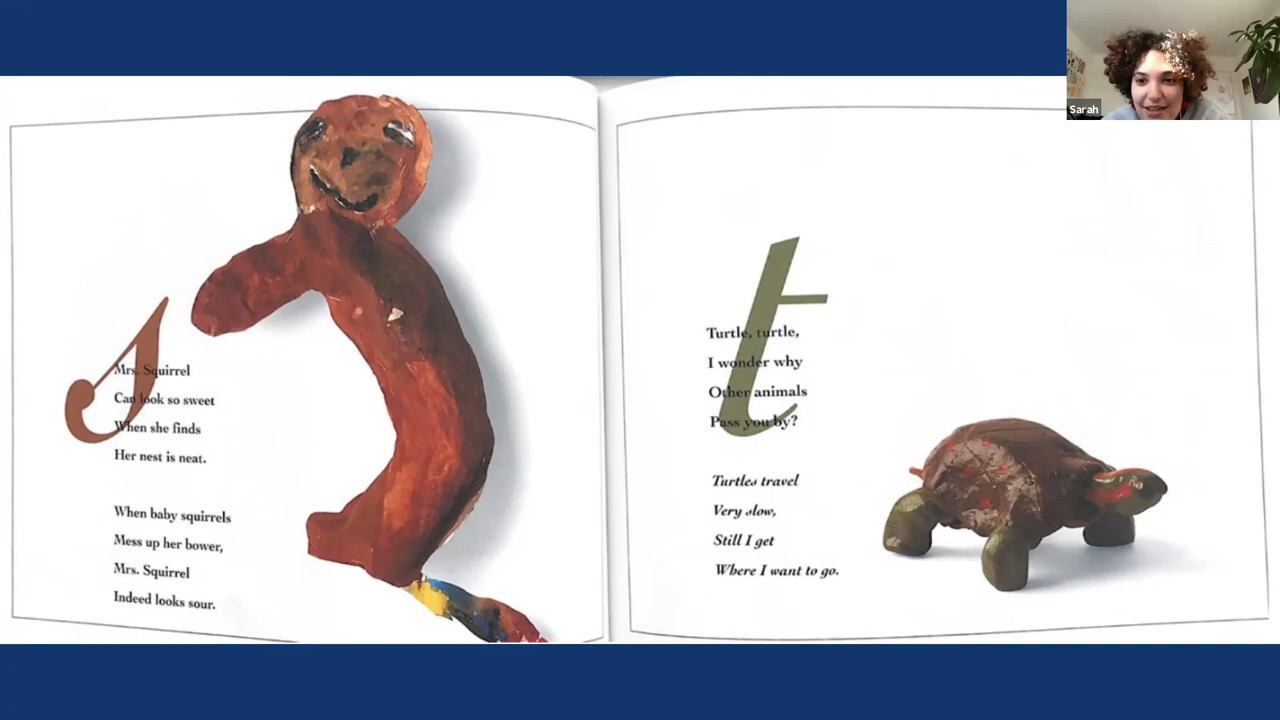 s
Mrs. Squirrel
Can look so sweet
When she finds
Her nest is neat.
When baby squirrels
Mess up her bower,
Mrs. Squirrel
Indeed looks sour.
t
Turtle, turtle,
I wonder why
Other animals
Pass you by?
Turtles travel
Very slow,
Still I get
Where I want to go.
Sarah